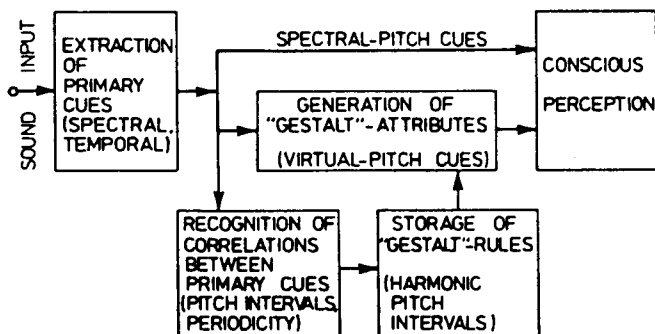 SOUND INPUT
EXTRACTION
OF
PRIMARY
CUES
(SPECTRAL,
TEMPORAL)
SPECTRAL-PITCH CUES
GENERATION OF
"GESTALT"-ATTRIBUTES
(VIRTUAL-PITCH CUES)
CONSCIOUS
PERCEPTION
RECOGNITION OF
CORRELATIONS
BETWEEN
PRIMARY CUES
(PITCH INTERVALS,
PERIODICITY)
STORAGE OF
"GESTALT"-RULES
(HARMONIC
PITCH
INTERVALS)